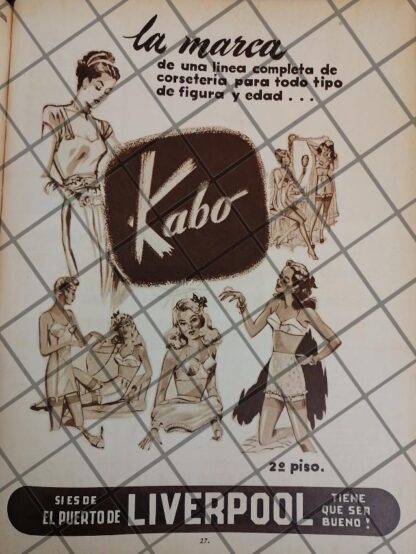 la marca
de una linea completa de
corseteria para todo tipo
de figura y edad . . .
Kabo
2º piso.
SI ES DE
EL PUERTO DE
LIVERPOOL
TIENE
QUE SER
BUENO !
27.